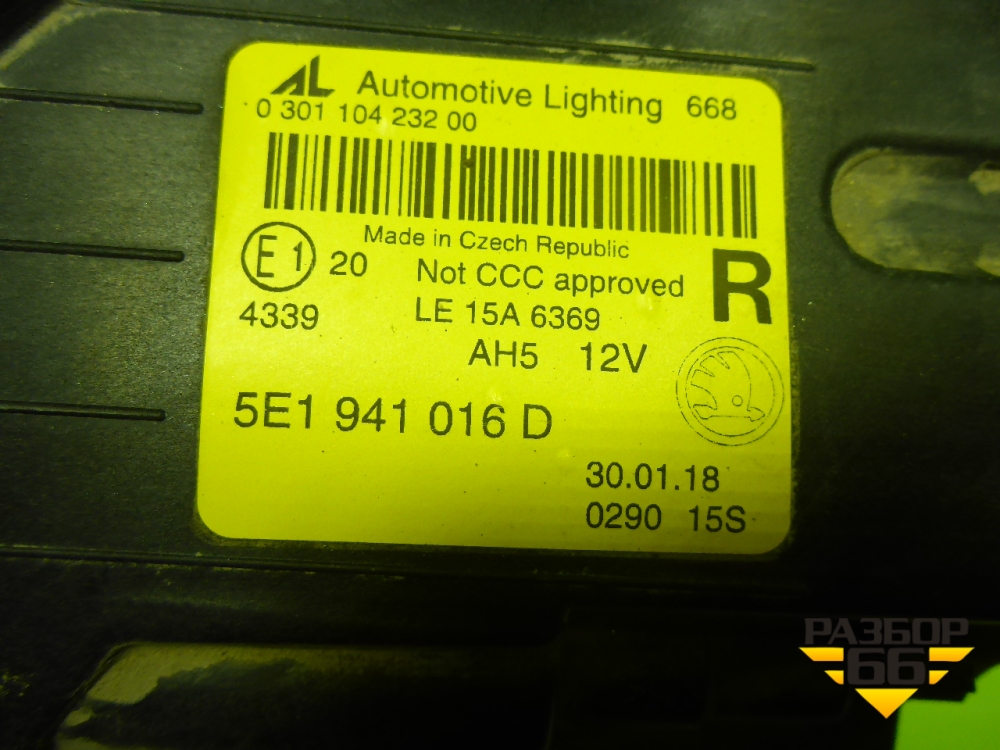 AL Automotive Lighting 668
0 301 104 232 00
Made in Czech Republic
E1 20 Not CCC approved R
4339 LE 15A 6369
AH5 12V
5E1 941 016 D
30.01.18
0290 15S
РАЗБОР
66